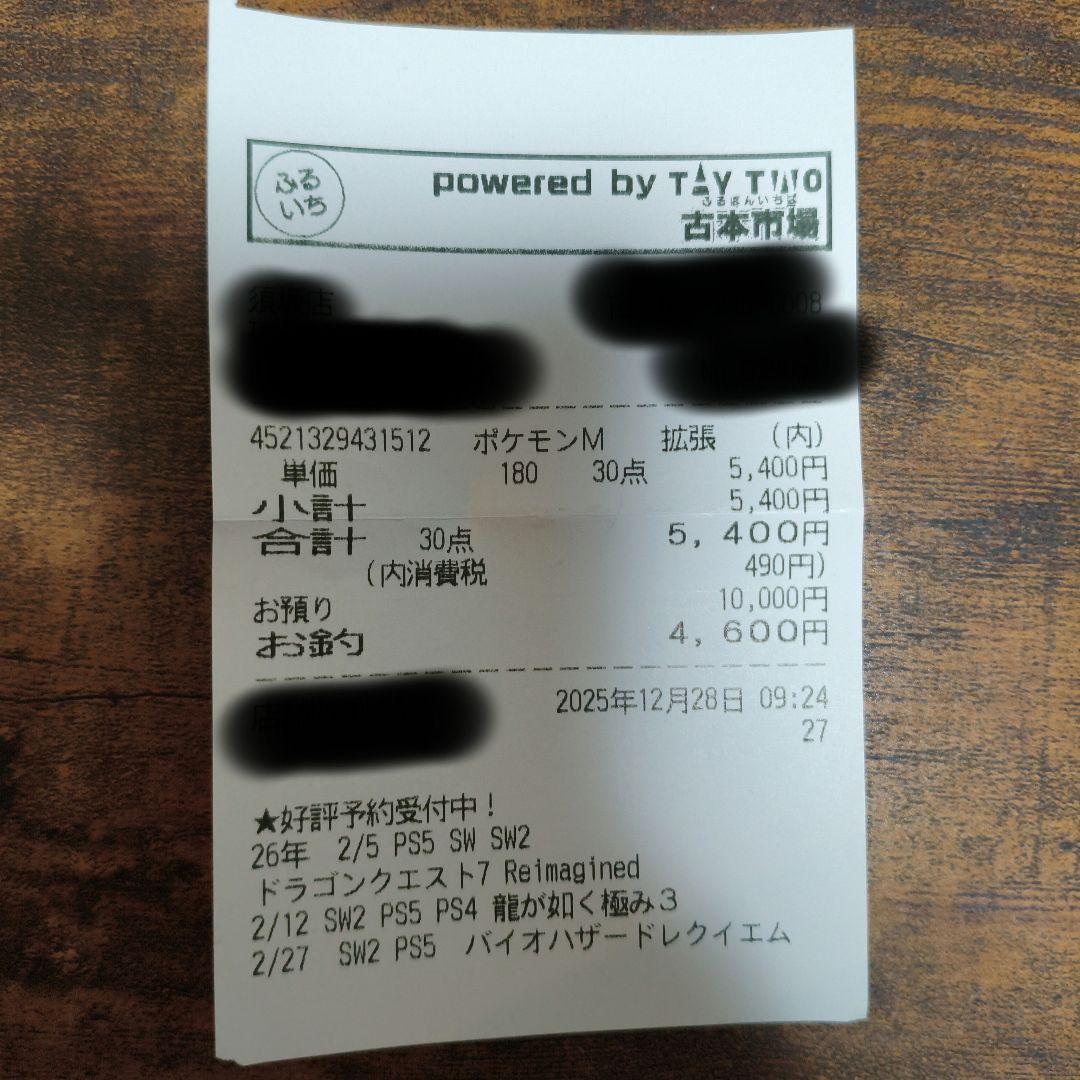 ふる
いち
powered by TAY TWO
ふるほんいちば
古本市場
4521329431512 ポケモンM 拡張 (内)
単価 180 30点 5,400円
小計 5,400円
合計 30点 5,400円
(内消費税 490円)
お預り 10,000円
お釣 4,600円
店
2025年12月28日 09:24
27
★好評予約受付中!
26年 2/5 PS5 SW SW2
ドラゴンクエスト7 Reimagined
2/12 SW2 PS5 PS4 龍が如く極み3
2/27 SW2 PS5 バイオハザードレクイエム